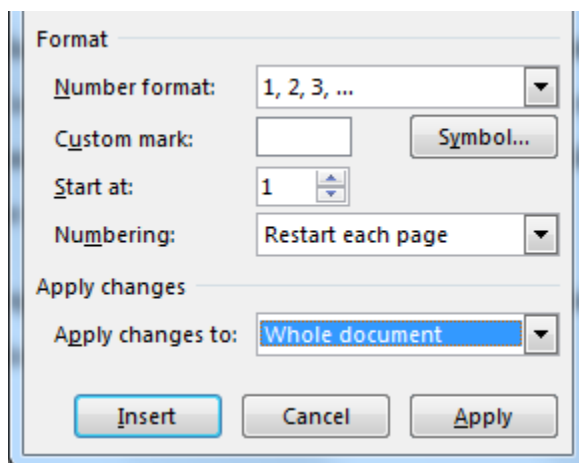 Format
Number format: 1, 2, 3, ...
Custom mark: Symbol...
Start at: 1
Numbering: Restart each page
Apply changes
Apply changes to: Whole document
Insert Cancel Apply